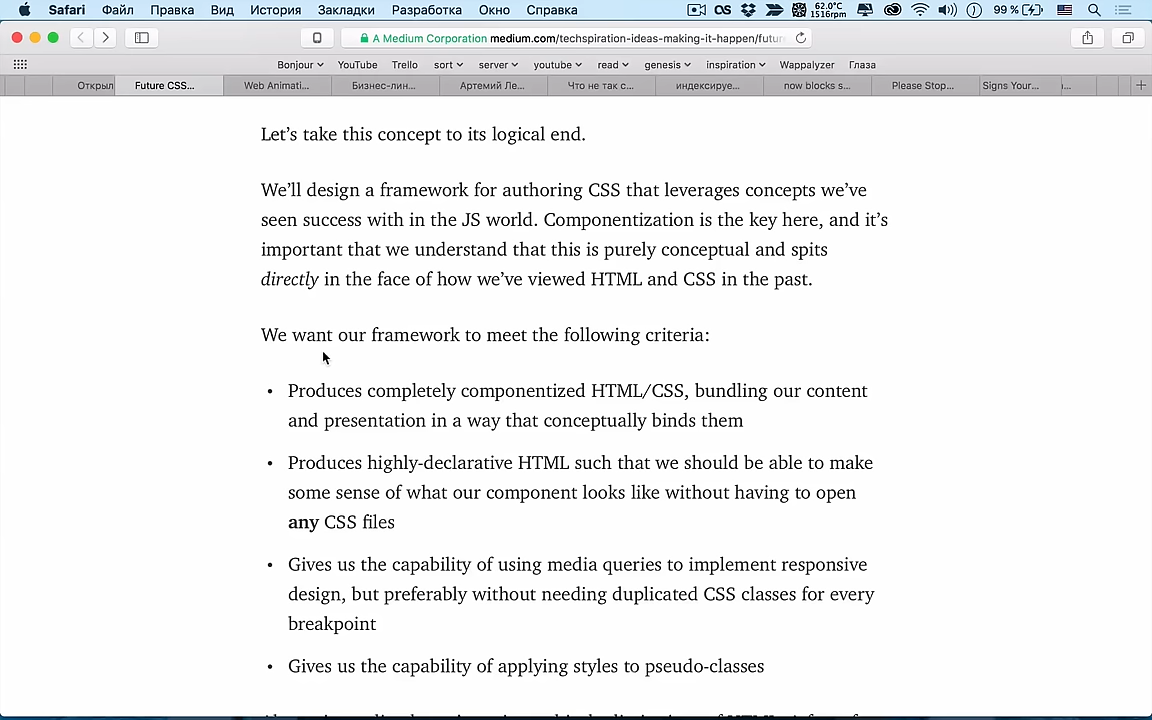 Safari Файл Правка Вид История Закладки Разработка Окно Справка 62.0°C 1516rpm 99 %
A Medium Corporation medium.com/techspiration-ideas-making-it-happen/futur
Bonjour YouTube Trello sort server youtube read genesis inspiration Wappalyzer Глаза
Открыл Future CSS... Web Animati... Бизнес-лин... Артемий Ле... Что не так с... индексируе... now blocks s... Please Stop... Signs Your...
Let’s take this concept to its logical end.
We’ll design a framework for authoring CSS that leverages concepts we’ve
seen success with in the JS world. Componentization is the key here, and it’s
important that we understand that this is purely conceptual and spits
directly in the face of how we’ve viewed HTML and CSS in the past.
We want our framework to meet the following criteria:
• Produces completely componentized HTML/CSS, bundling our content
and presentation in a way that conceptually binds them
• Produces highly-declarative HTML such that we should be able to make
some sense of what our component looks like without having to open
any CSS files
• Gives us the capability of using media queries to implement responsive
design, but preferably without needing duplicated CSS classes for every
breakpoint
• Gives us the capability of applying styles to pseudo-classes